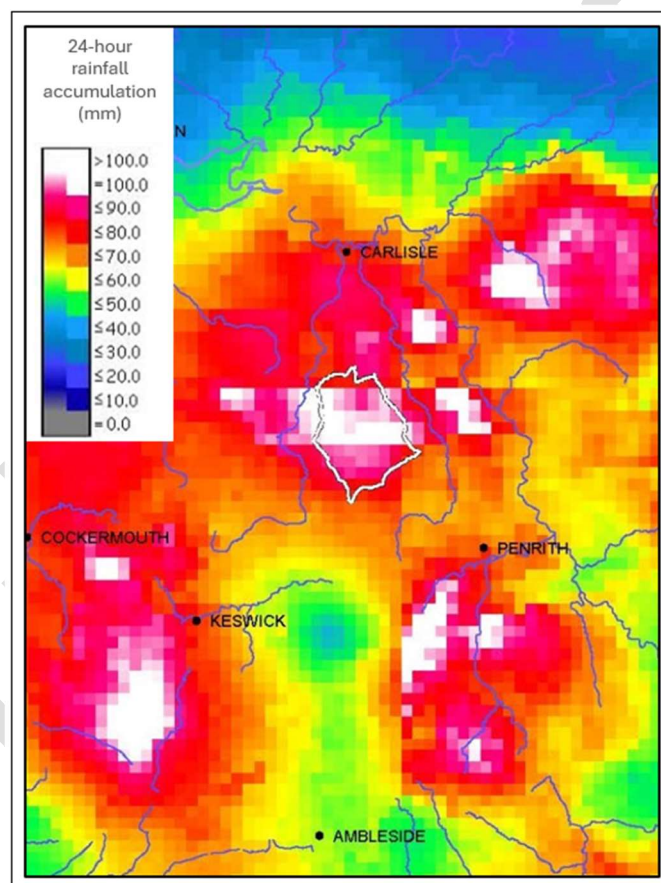 24-hour
rainfall
accumulation
(mm)
>100.0
=100.0
≤90.0
≤80.0
≤70.0
≤60.0
≤50.0
≤40.0
≤30.0
≤20.0
≤10.0
=0.0
N
CARLISLE
COCKERMOUTH
PENRITH
KESWICK
AMBLESIDE